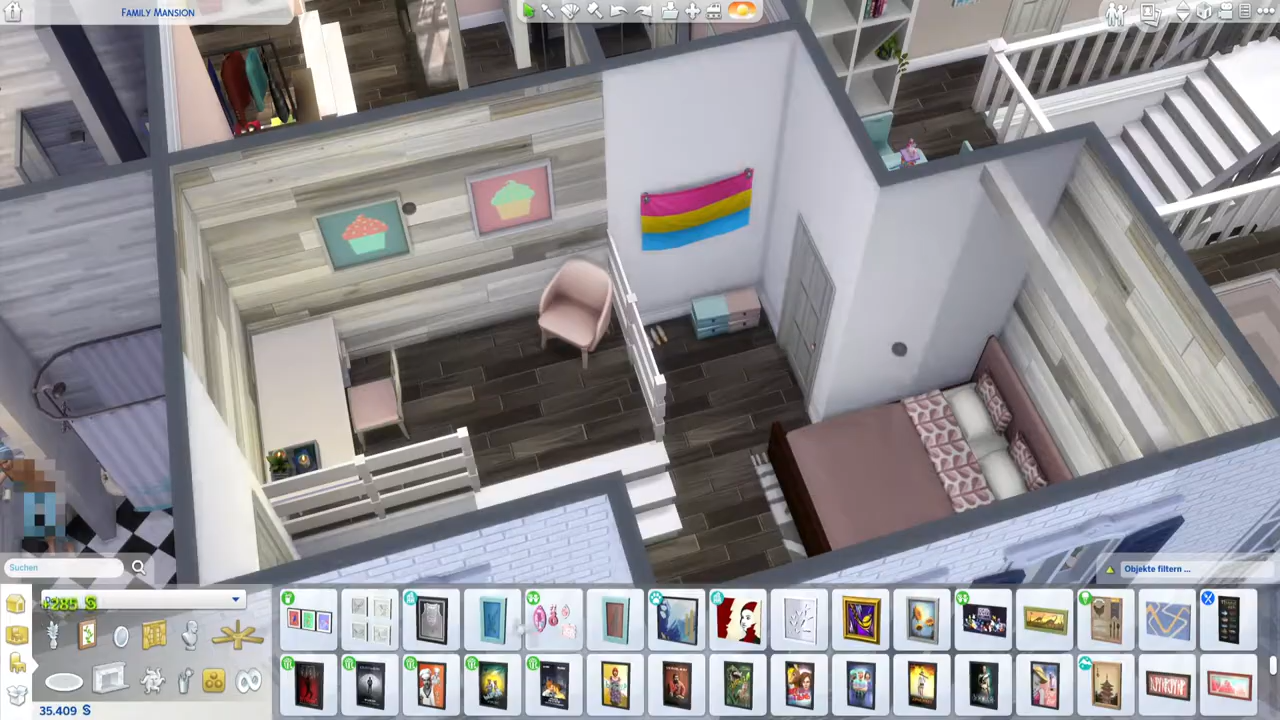 FAMILY MANSION
Suchen
Objekte filtern ...
+285 §
35.409 §